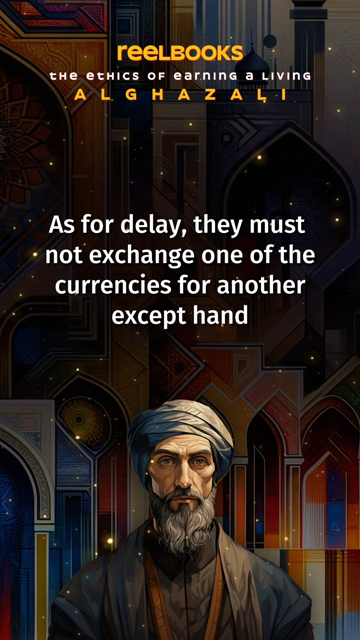 reelBOOKS
the ethics of earning a living
ALGHAZALI
As for delay, they must
not exchange one of the
currencies for another
except hand